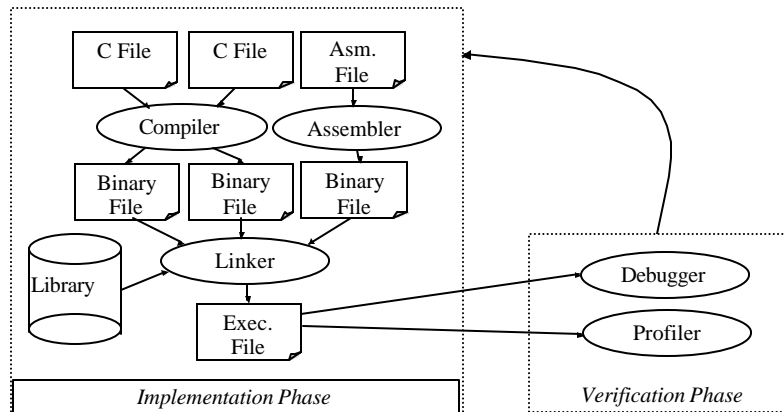 C File
C File
Asm.
File
Compiler
Assembler
Binary
File
Binary
File
Binary
File
Library
Linker
Debugger
Exec.
File
Profiler
Implementation Phase
Verification Phase